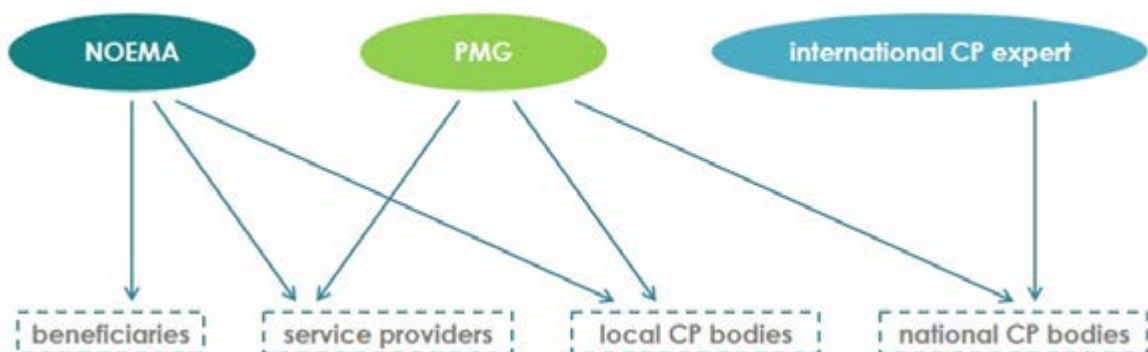 NOEMA
PMG
international CP expert
beneficiaries
service providers
local CP bodies
national CP bodies